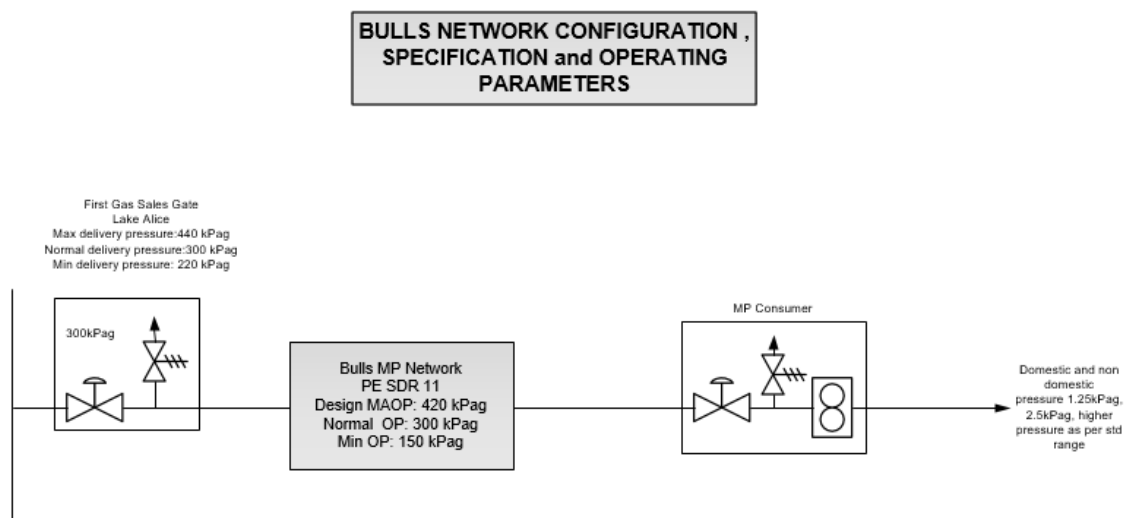 BULLS NETWORK CONFIGURATION ,
SPECIFICATION and OPERATING
PARAMETERS
First Gas Sales Gate
Lake Alice
Max delivery pressure:440 kPag
Normal delivery pressure:300 kPag
Min delivery pressure: 220 kPag
300kPag
Bulls MP Network
PE SDR 11
Design MAOP: 420 kPag
Normal OP: 300 kPag
Min OP: 150 kPag
MP Consumer
Domestic and non
domestic
pressure 1.25kPag,
2.5kPag, higher
pressure as per std
range